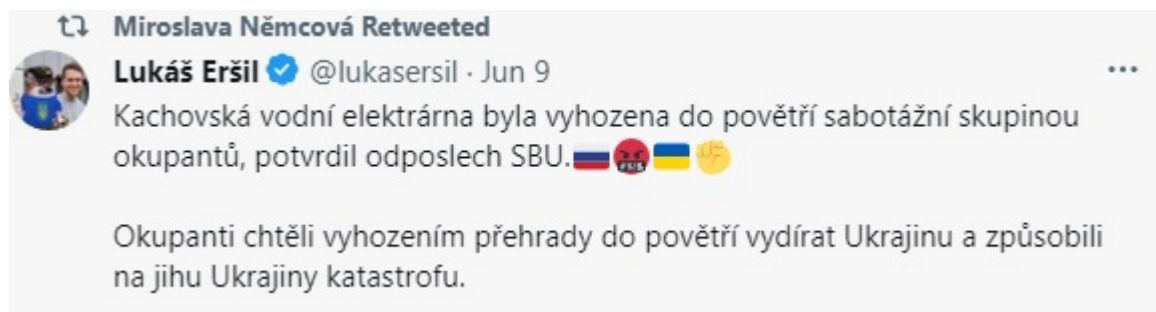 Miroslava Němcová Retweeted
Lukáš Eršil @lukasersil · Jun 9
Kachovská vodní elektrárna byla vyhozena do povětří sabotážní skupinou
okupantů, potvrdil odposlech SBU.🇷🇺🤬🇺🇦✊
Okupanti chtěli vyhozením přehrady do povětří vydírat Ukrajinu a způsobili
na jihu Ukrajiny katastrofu.